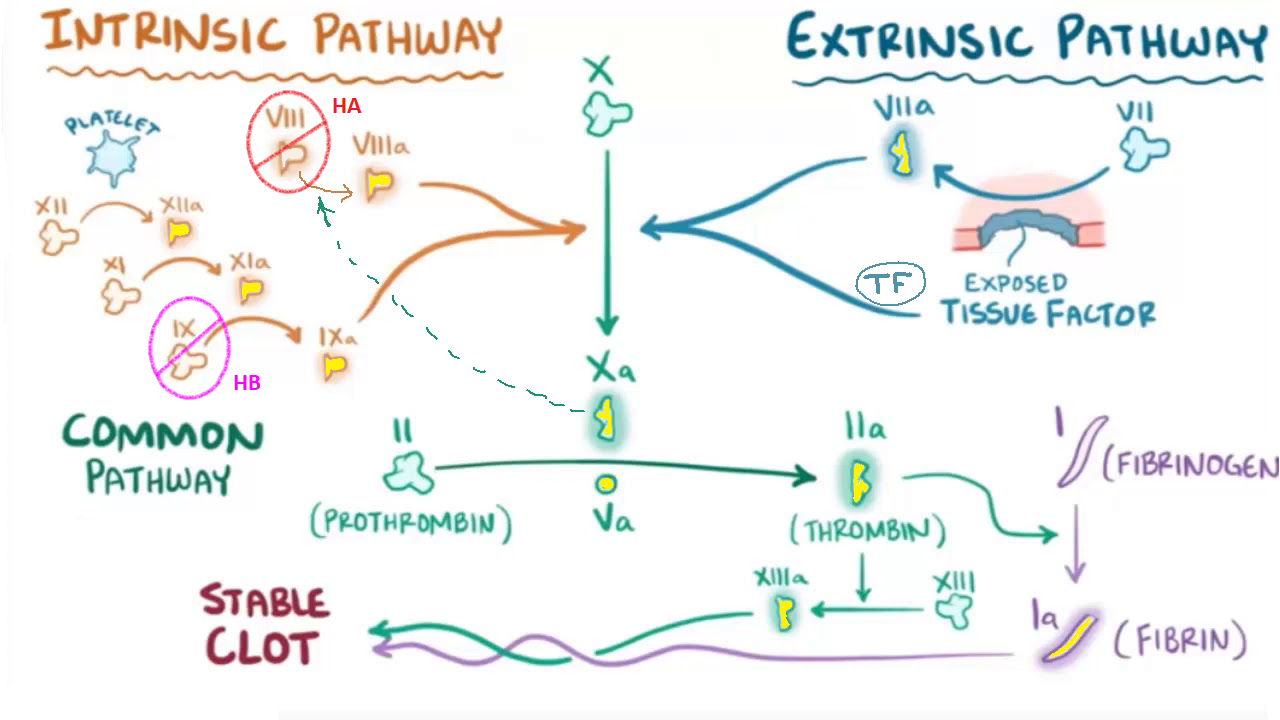 INTRINSIC PATHWAY
EXTRINSIC PATHWAY
X
HA
VIII
VIIa
VII
PLATELET
VIIIa
XII
XIIa
XI
XIa
TF
EXPOSED
TISSUE FACTOR
IX
IXa
HB
Xa
COMMON
PATHWAY
II
IIa
I
(FIBRINOGEN
(PROTHROMBIN)
Va
(THROMBIN)
XIIIa
XIII
STABLE
CLOT
Ia
(FIBRIN)